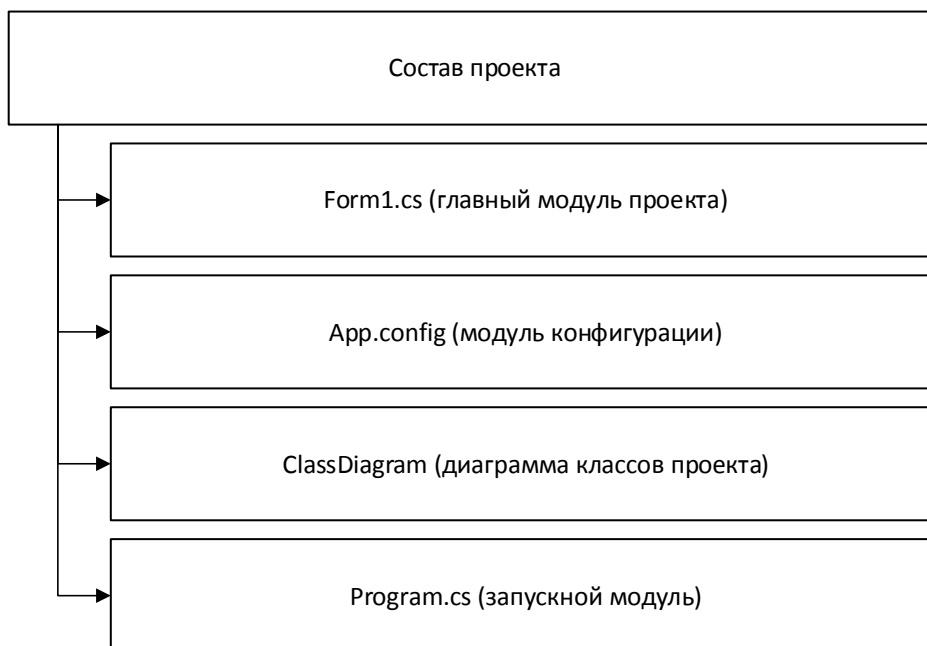 Состав проекта
Form1.cs (главный модуль проекта)
App.config (модуль конфигурации)
ClassDiagram (диаграмма классов проекта)
Program.cs (запускной модуль)